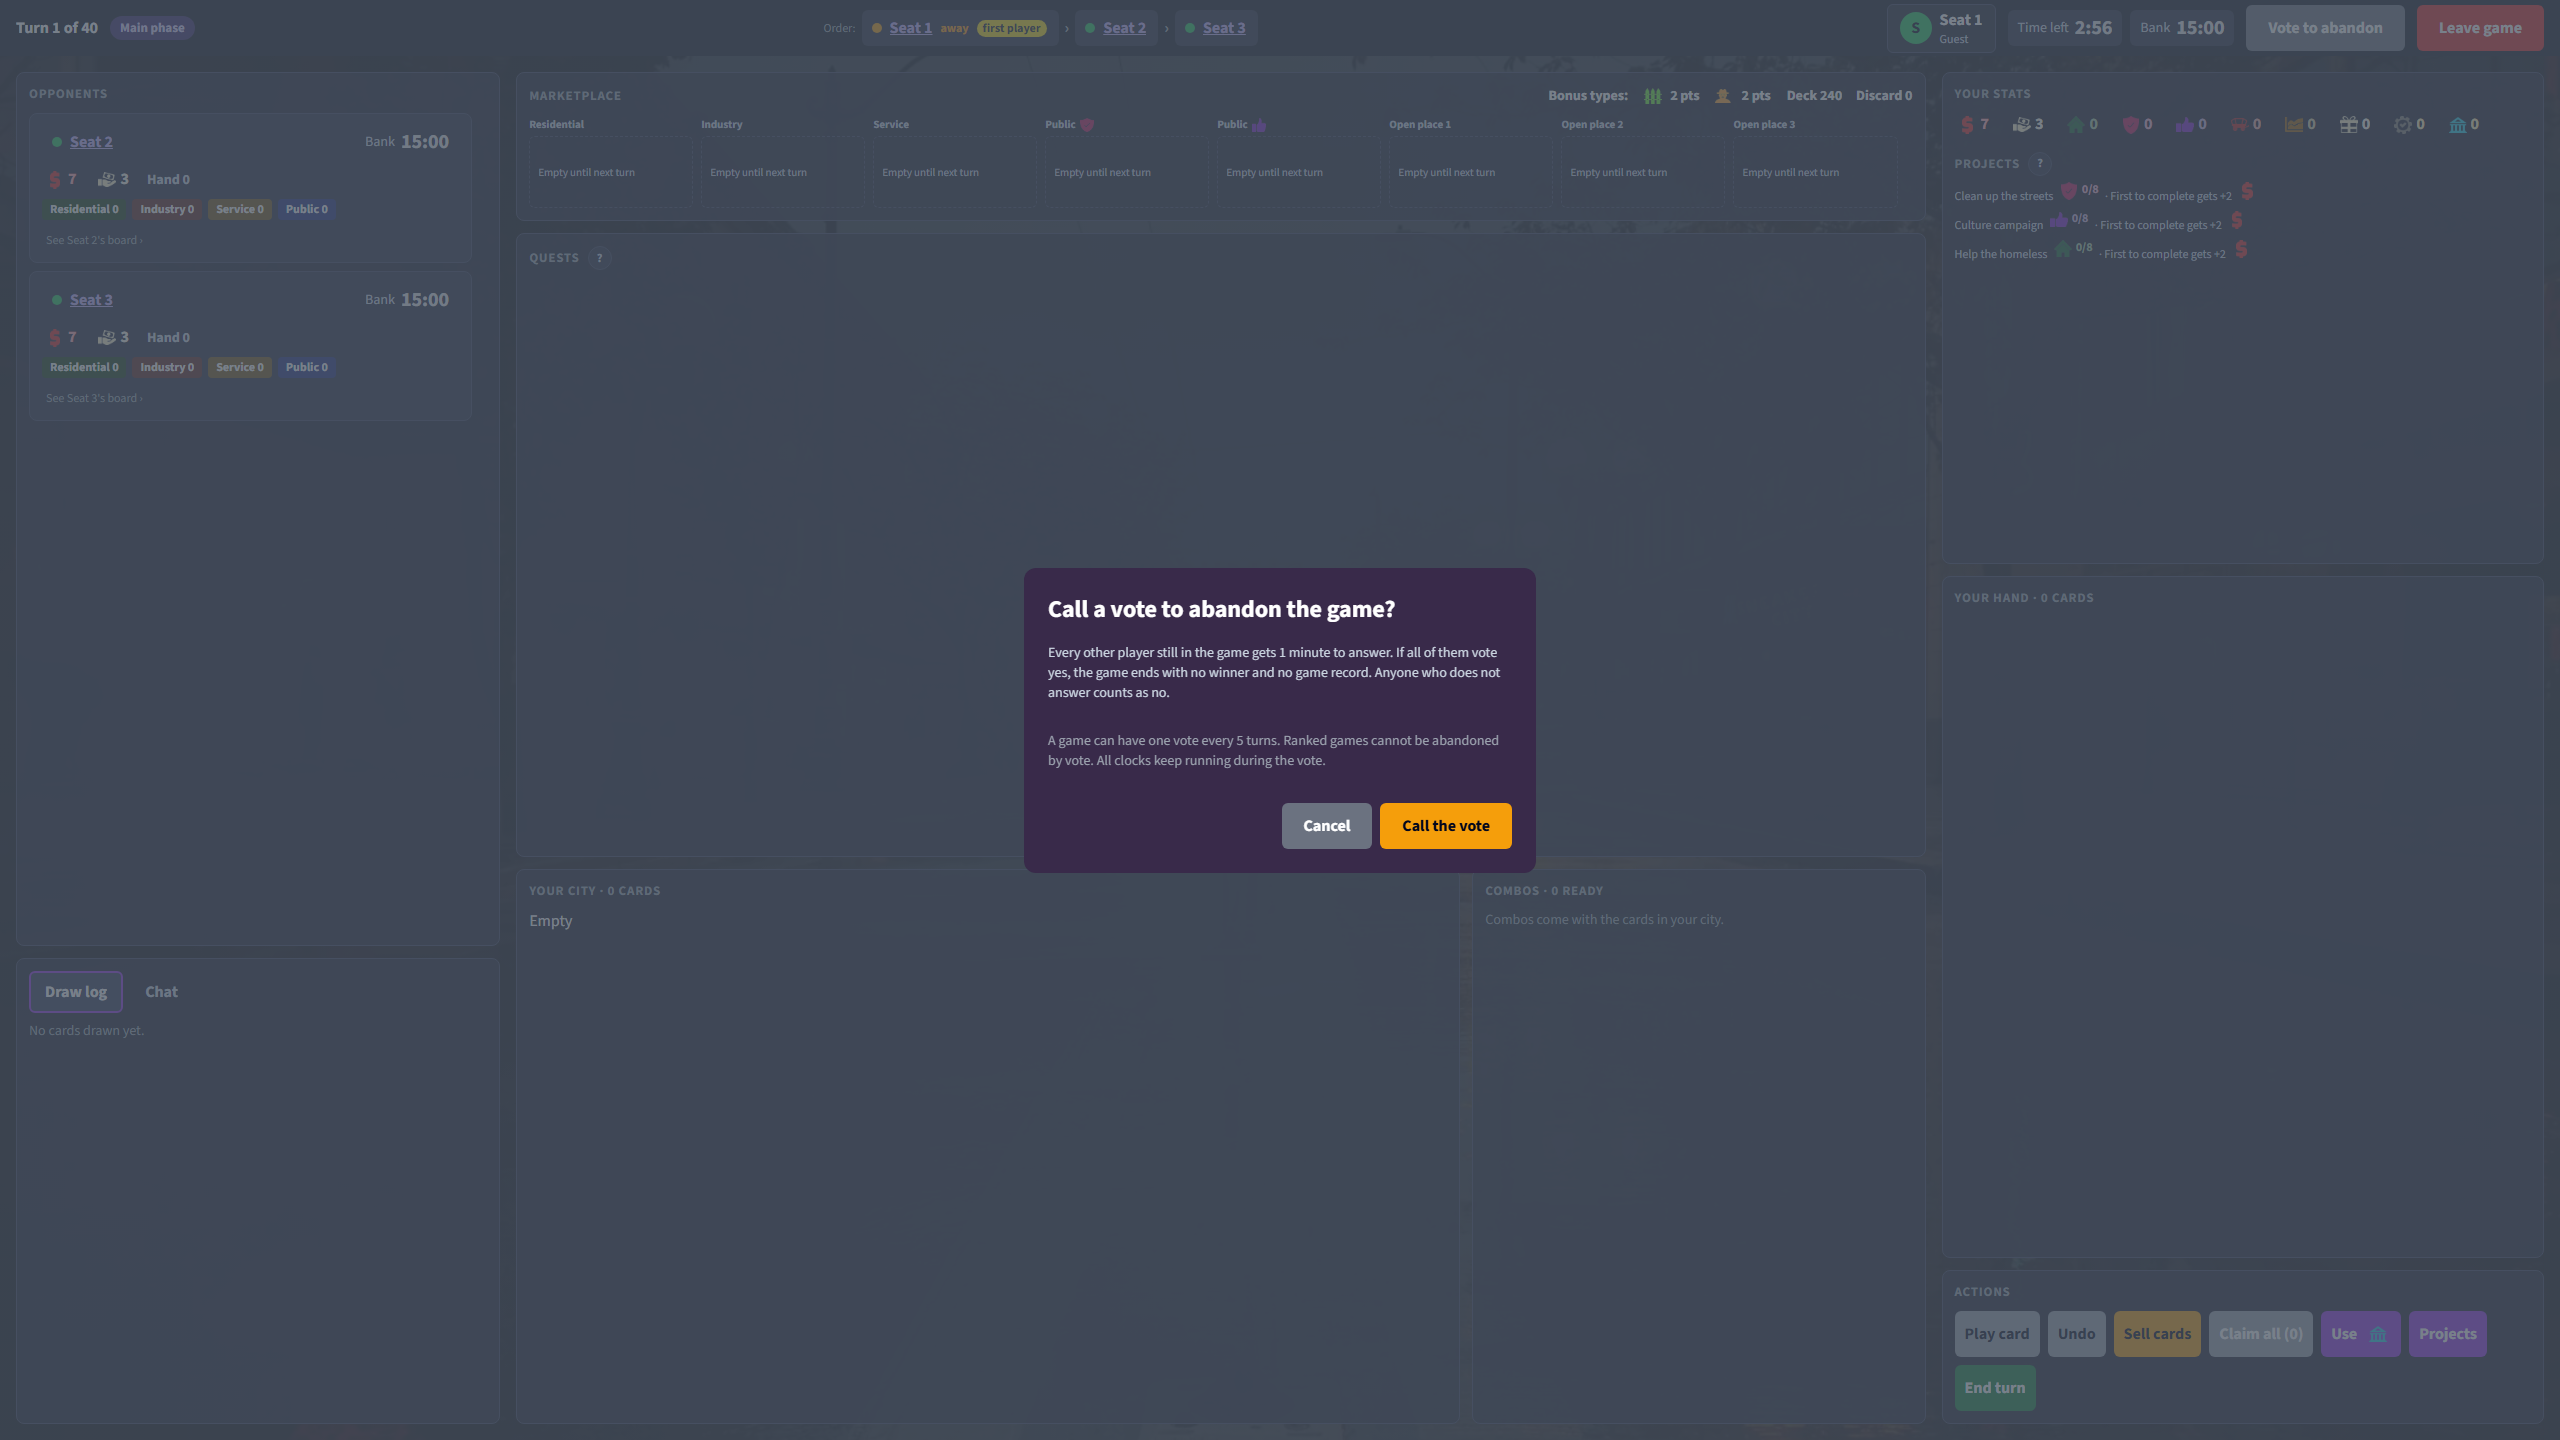 Turn 1 of 40 Main phase
Order: Seat 1 away first player › Seat 2 › Seat 3
S Seat 1 Guest Time left 2:56 Bank 15:00 Vote to abandon Leave game
OPPONENTS
Seat 2 Bank 15:00
7 3 Hand 0
Residential 0 Industry 0 Service 0 Public 0
See Seat 2's board ›
Seat 3 Bank 15:00
7 3 Hand 0
Residential 0 Industry 0 Service 0 Public 0
See Seat 3's board ›
Draw log Chat
No cards drawn yet.
MARKETPLACE Bonus types: 2 pts 2 pts Deck 240 Discard 0
Residential Industry Service Public Public Open place 1 Open place 2 Open place 3
Empty until next turn Empty until next turn Empty until next turn Empty until next turn Empty until next turn Empty until next turn Empty until next turn Empty until next turn
QUESTS ?
Call a vote to abandon the game?
Every other player still in the game gets 1 minute to answer. If all of them vote
yes, the game ends with no winner and no game record. Anyone who does not
answer counts as no.
A game can have one vote every 5 turns. Ranked games cannot be abandoned
by vote. All clocks keep running during the vote.
Cancel Call the vote
YOUR CITY · 0 CARDS
Empty
COMBOS · 0 READY
Combos come with the cards in your city.
YOUR STATS
$ 7 3 0 0 0 0 0 0 0 0
PROJECTS ?
Clean up the streets 0/8 · First to complete gets +2 $
Culture campaign 0/8 · First to complete gets +2 $
Help the homeless 0/8 · First to complete gets +2 $
YOUR HAND · 0 CARDS
ACTIONS
Play card Undo Sell cards Claim all (0) Use Projects
End turn